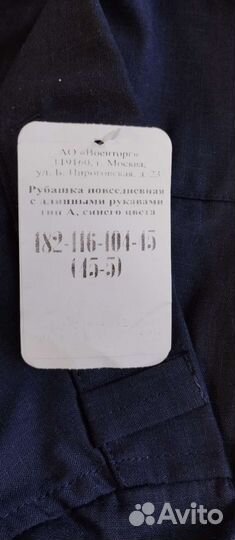 АО «Военторг»
119160, г. Москва,
ул. Б. Пироговская, д. 23
Рубашка повседневная
с длинными рукавами
тип А, синего цвета
182-116-104-45
(45-5)
Avito